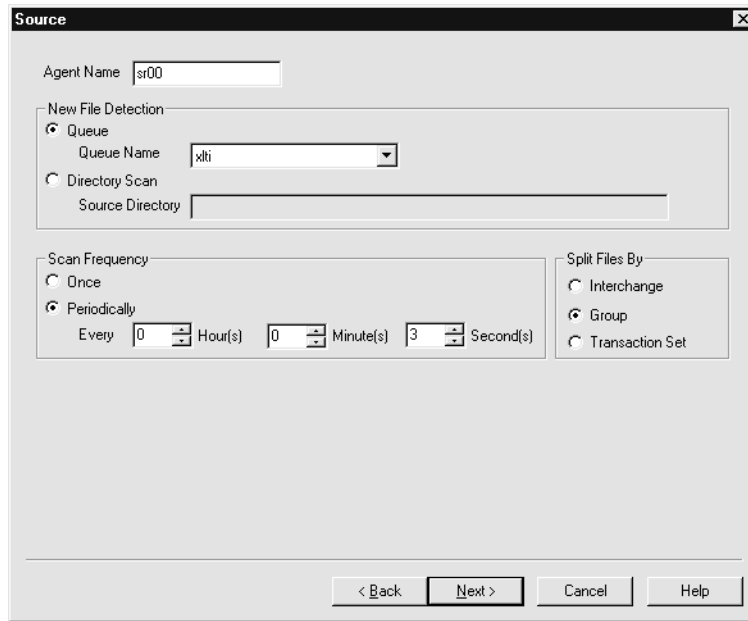 Source
Agent Name sr00
New File Detection
Queue
Queue Name xlti
Directory Scan
Source Directory
Scan Frequency
Once
Periodically
Every 0 Hour(s) 0 Minute(s) 3 Second(s)
Split Files By
Interchange
Group
Transaction Set
< Back Next > Cancel Help